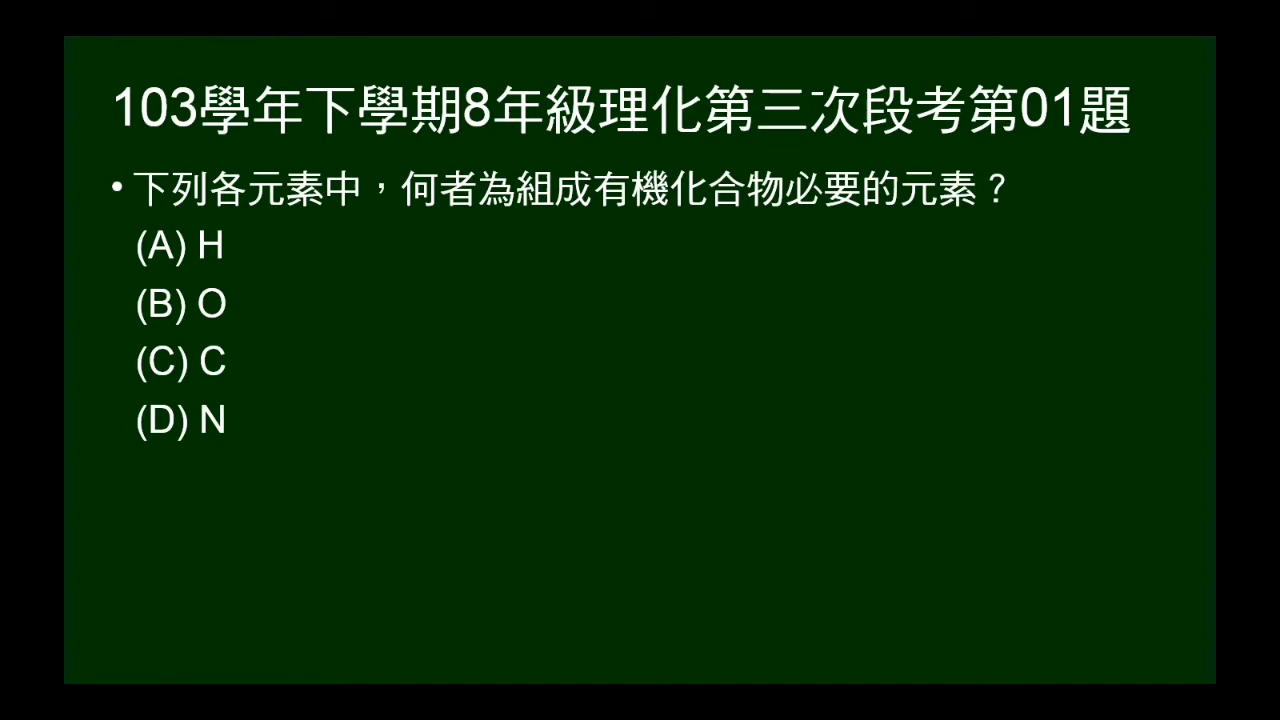 103學年下學期8年級理化第三次段考第01題
•下列各元素中，何者為組成有機化合物必要的元素？
(A) H
(B) O
(C) C
(D) N